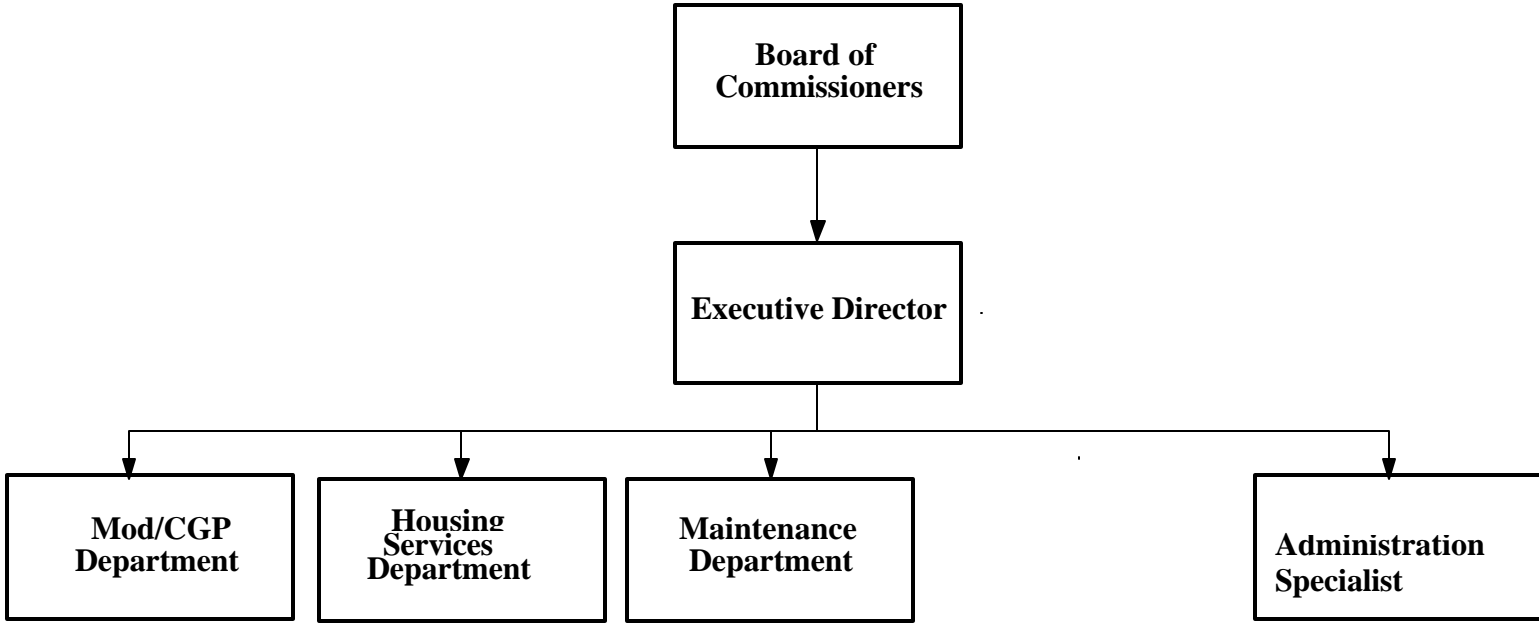 Board of
Commissioners
Executive Director
Mod/CGP
Department
Housing
Services
Department
Maintenance
Department
Administration
Specialist